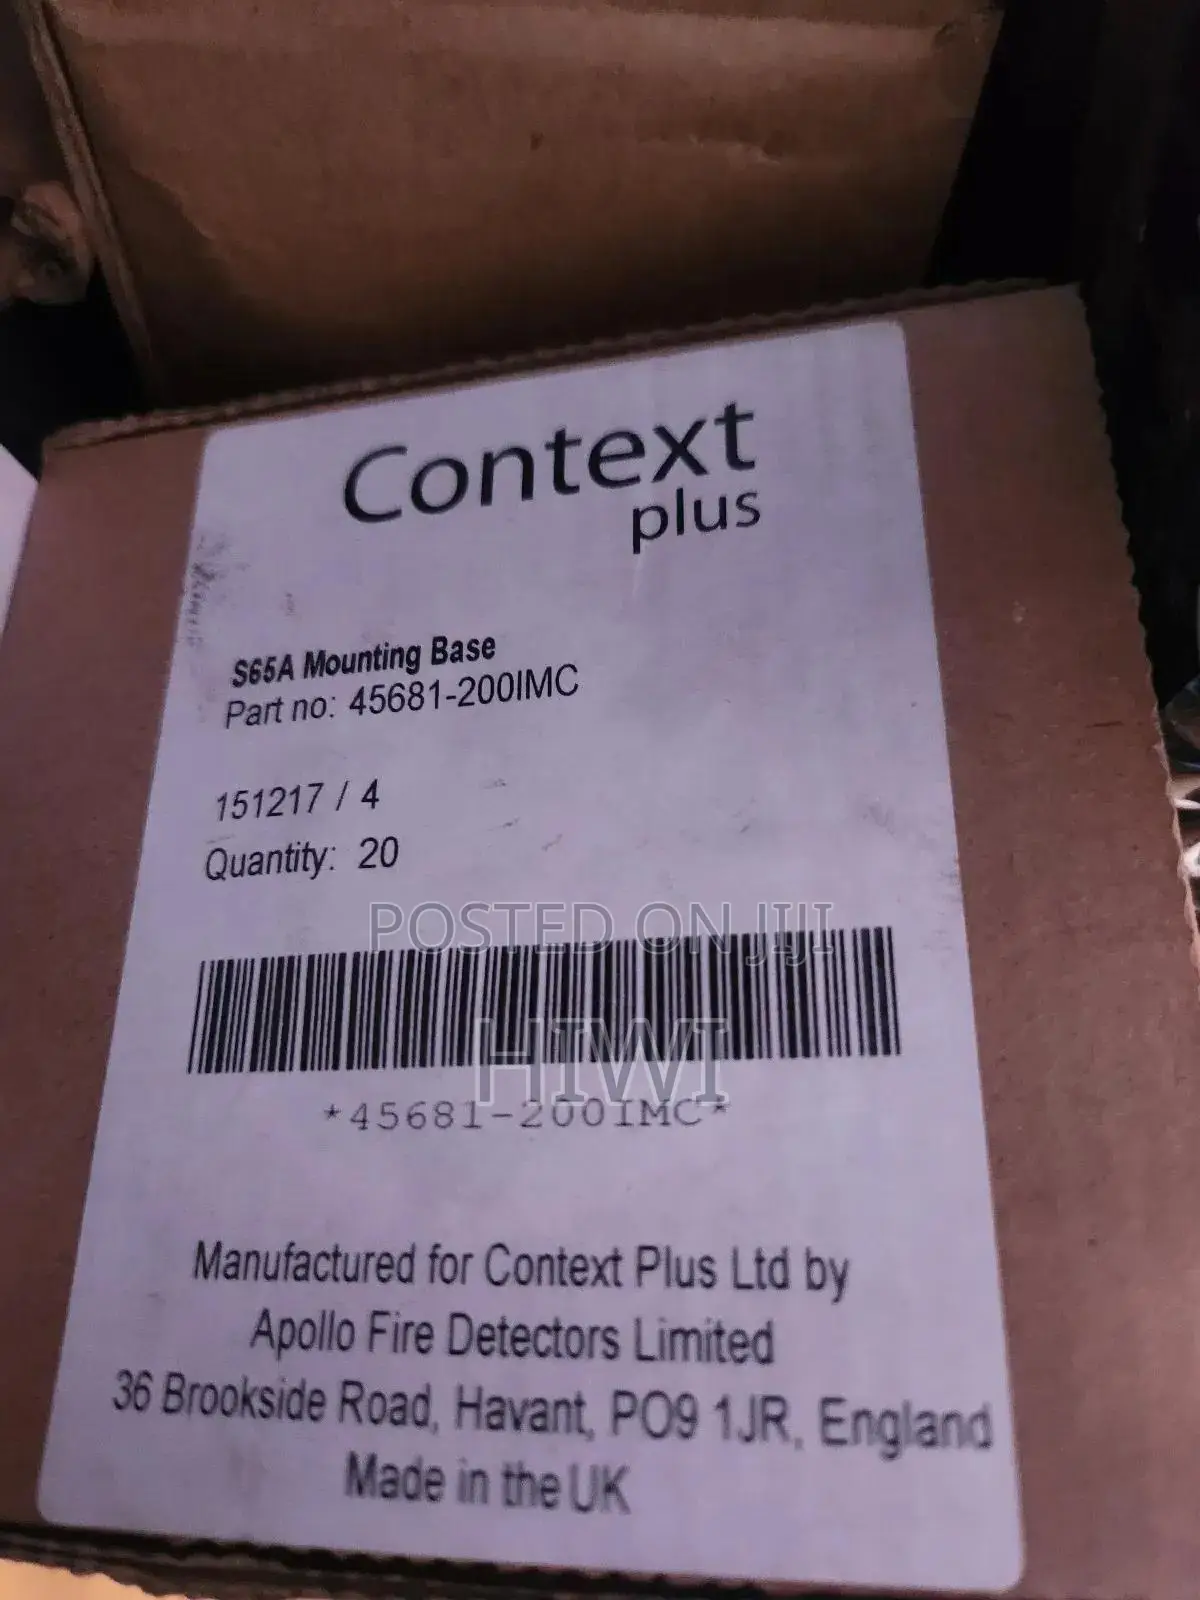 Context
plus
S65A Mounting Base
Part no: 45681-200IMC
151217 / 4
Quantity: 20
POSTED ON JIJI
HIWI
*45681-200IMC*
Manufactured for Context Plus Ltd by
Apollo Fire Detectors Limited
36 Brookside Road, Havant, PO9 1JR, England
Made in the UK